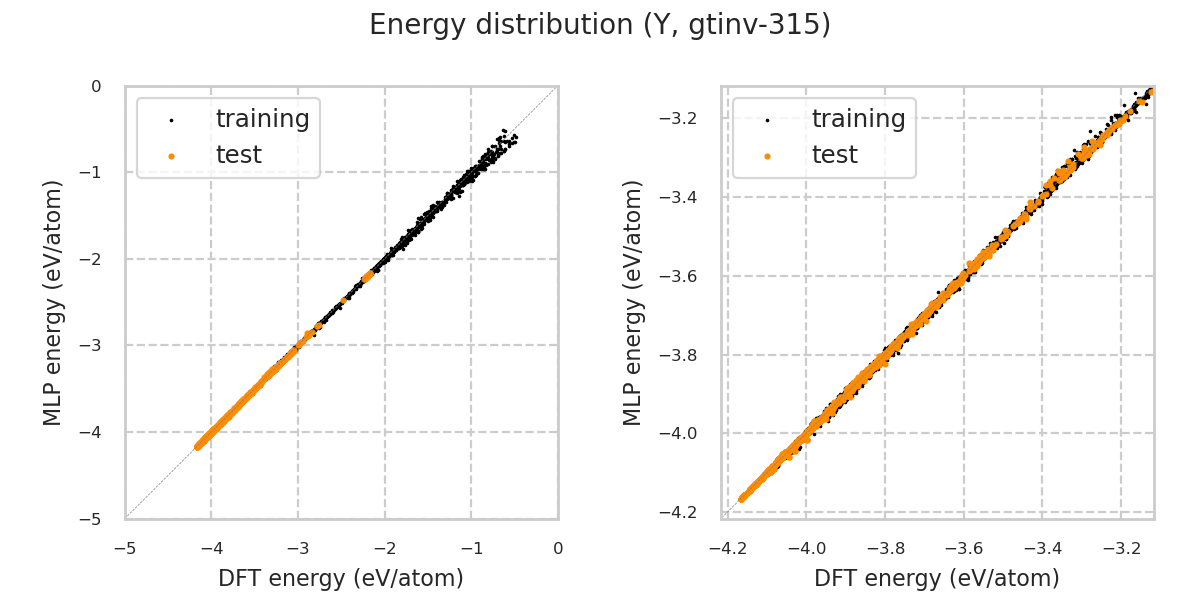 Energy distribution (Y, gtinv-315)
training
test
MLP energy (eV/atom)
0
−1
−2
−3
−4
−5
−5 −4 −3 −2 −1 0
DFT energy (eV/atom)
training
test
MLP energy (eV/atom)
−3.2
−3.4
−3.6
−3.8
−4.0
−4.2
−4.2 −4.0 −3.8 −3.6 −3.4 −3.2
DFT energy (eV/atom)